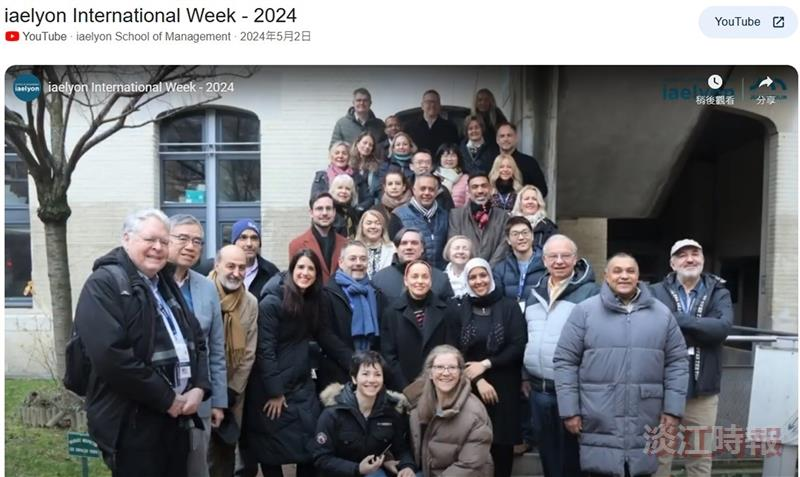 iaelyon International Week - 2024
YouTube · iaelyon School of Management · 2024年5月2日
YouTube
iaelyon
iaelyon International Week - 2024
iaelyon
稍後觀看
分享
淡江時報